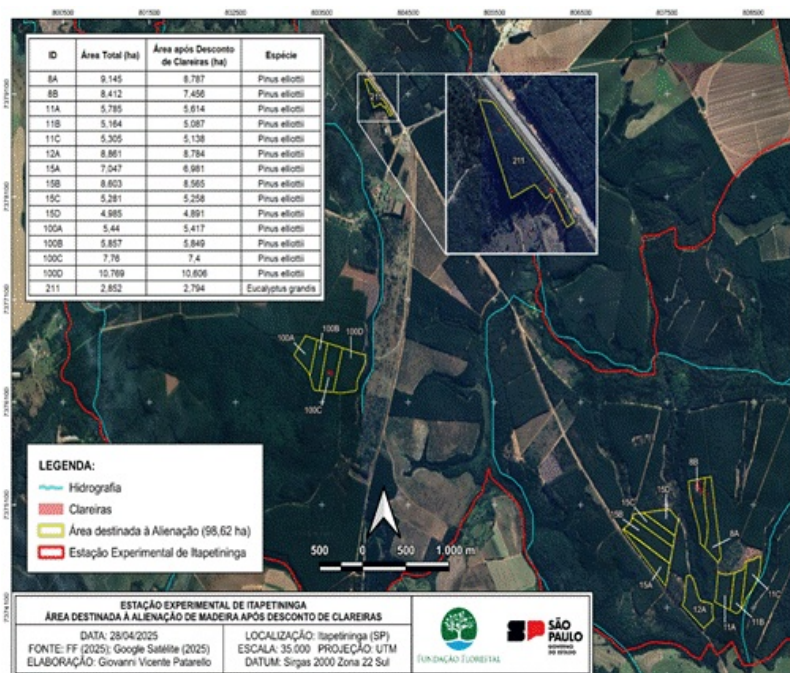 800500 801500 802500 803500 804500 805500 806500 807500 808500
ID Área Total (ha) Área após Desconto de Clareiras (ha) Espécie
8A 9,145 8,787 Pinus elliottii
8B 8,412 7,456 Pinus elliottii
11A 5,785 5,614 Pinus elliottii
11B 5,164 5,087 Pinus elliottii
11C 5,305 5,138 Pinus elliottii
12A 8,861 8,784 Pinus elliottii
15A 7,047 6,981 Pinus elliottii
15B 8,603 8,565 Pinus elliottii
15C 5,281 5,258 Pinus elliottii
15D 4,985 4,891 Pinus elliottii
100A 5,44 5,417 Pinus elliottii
100B 5,857 5,849 Pinus elliottii
100C 7,76 7,4 Pinus elliottii
100D 10,769 10,606 Pinus elliottii
211 2,852 2,794 Eucalyptus grandis
211
211
7379100
7378100
7377100
7376100
7375100
7374100
100A
100B
100D
100C
8B
15D
15C
15B
8A
15A
12A
11A
11B
11C
LEGENDA:
Hidrografia
Clareiras
Área destinada à Alienação (98,62 ha)
Estação Experimental de Itapetininga
500 0 500 1.000 m
ESTAÇÃO EXPERIMENTAL DE ITAPETININGA
ÁREA DESTINADA À ALIENAÇÃO DE MADEIRA APÓS DESCONTO DE CLAREIRAS
DATA: 28/04/2025
FONTE: FF (2025); Google Satélite (2025)
ELABORAÇÃO: Giovanni Vicente Patarello
LOCALIZAÇÃO: Itapetininga (SP)
ESCALA: 35.000 PROJEÇÃO: UTM
DATUM: Sirgas 2000 Zona 22 Sul
FUNDAÇÃO FLORESTAL
SP
SÃO PAULO
GOVERNO DO ESTADO